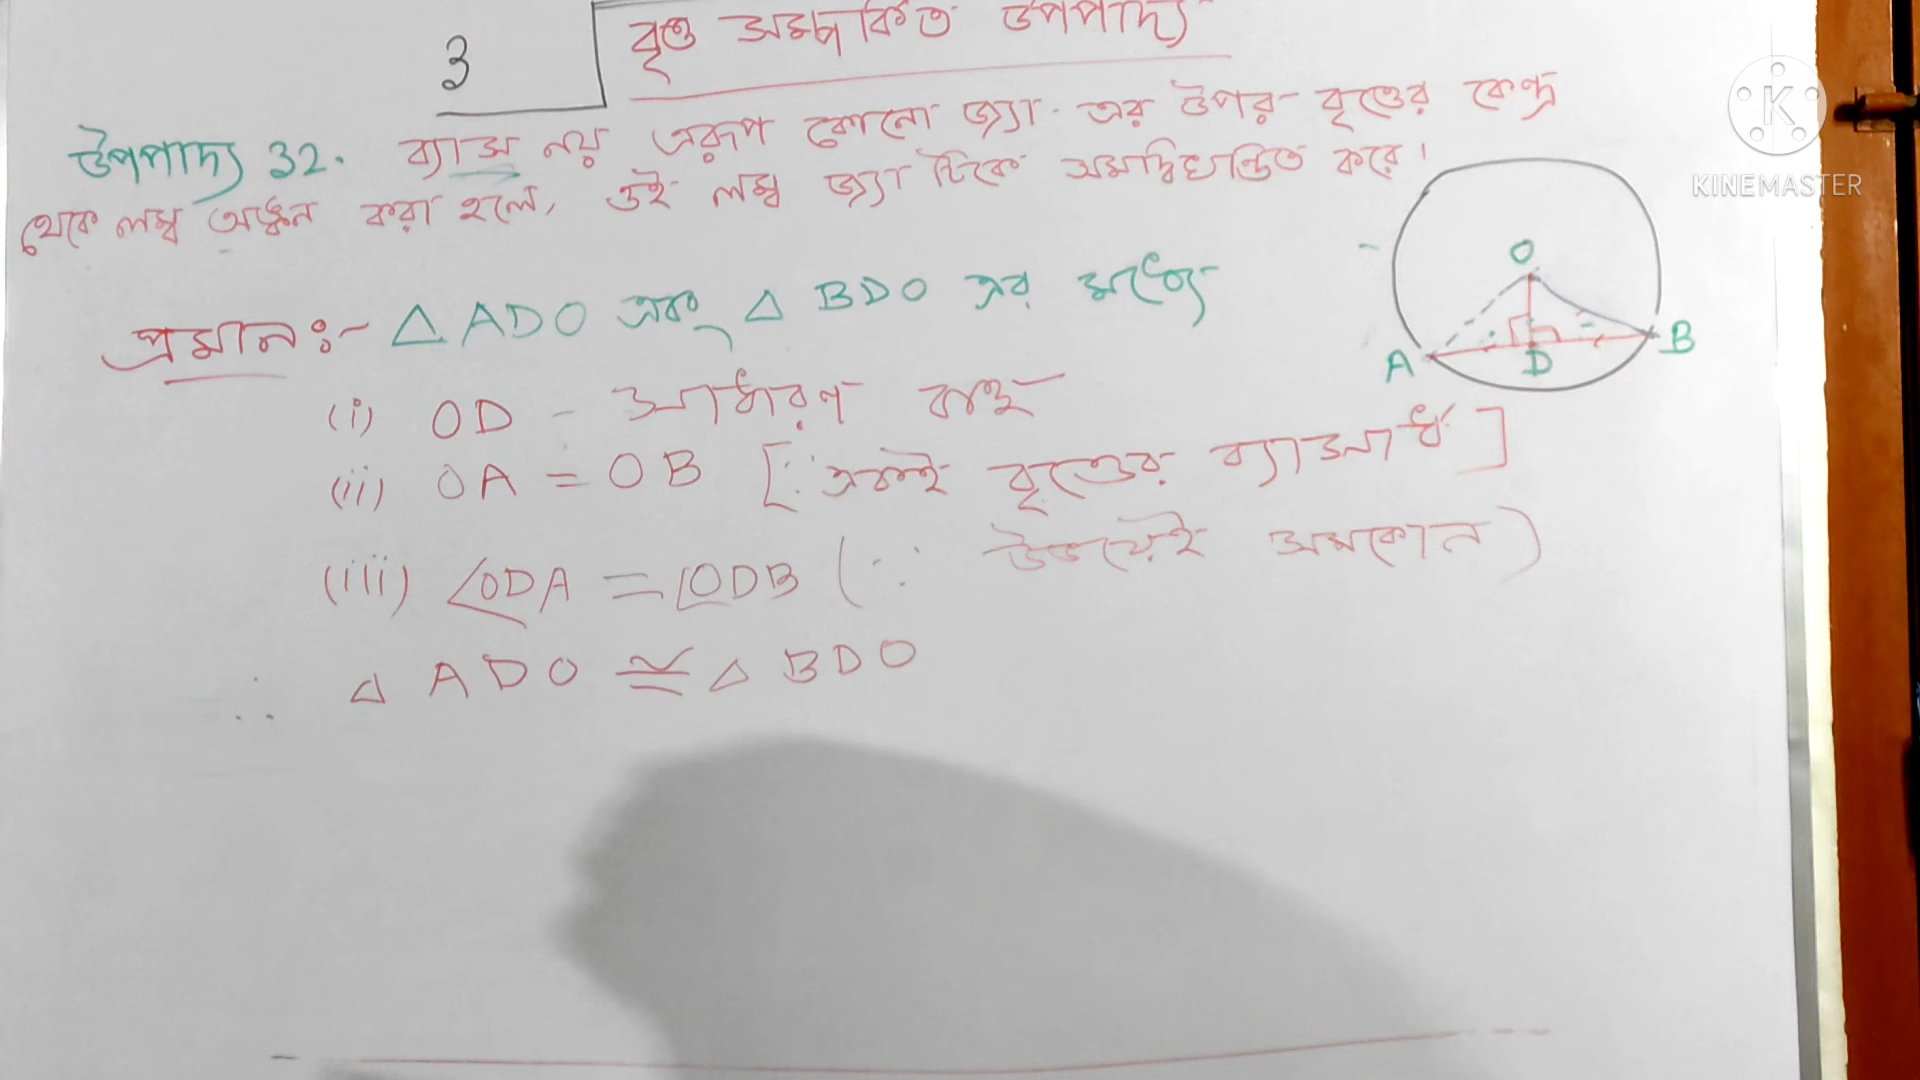 3 বৃত্ত সম্পর্কিত উপপাদ্য
উপপাদ্য 32. ব্যাস নয় এরূপ কোনো জ্যা এর উপর বৃত্তের কেন্দ্র
থেকে লম্ব অঙ্কন করা হলে, ওই লম্ব জ্যা টিকে সমদ্বিখণ্ডিত করে।
K
KINEMASTER
O
A D B
প্রমান:- △ ADO এবং △ BDO এর মধ্যে
(i) OD - সাধারণ বাহু
(ii) OA = OB [∵ একই বৃত্তের ব্যাসার্ধ]
(iii) ∠ODA = ∠ODB (∵ উভয়েই সমকোন)
∴ △ ADO ≅ △ BDO